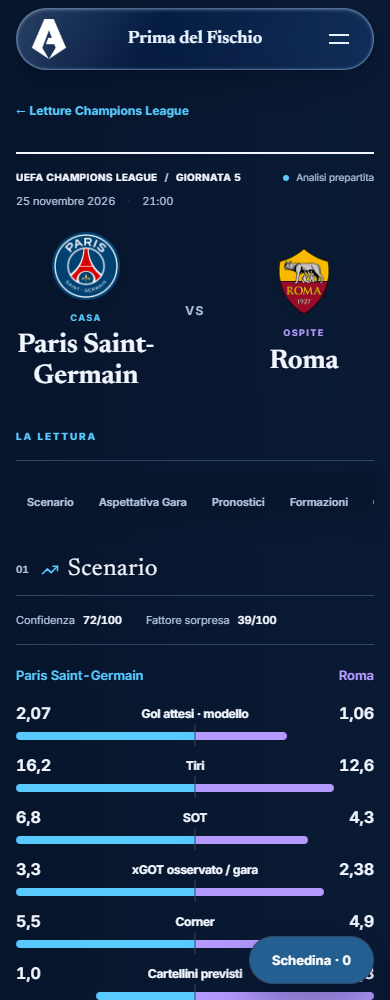 Prima del Fischio
← Letture Champions League
UEFA CHAMPIONS LEAGUE / GIORNATA 5
Analisi prepartita
25 novembre 2026 · 21:00
PARIS
SAINT-GERMAIN
CASA
Paris Saint-
Germain
VS
ROMA
1927
OSPITE
Roma
LA LETTURA
Scenario Aspettativa Gara Pronostici Formazioni
01 Scenario
Confidenza 72/100 Fattore sorpresa 39/100
Paris Saint-Germain Roma
2,07 Gol attesi · modello 1,06
16,2 Tiri 12,6
6,8 SOT 4,3
3,3 xGOT osservato / gara 2,38
5,5 Corner 4,9
1,0 Cartellini previsti
Schedina · 0